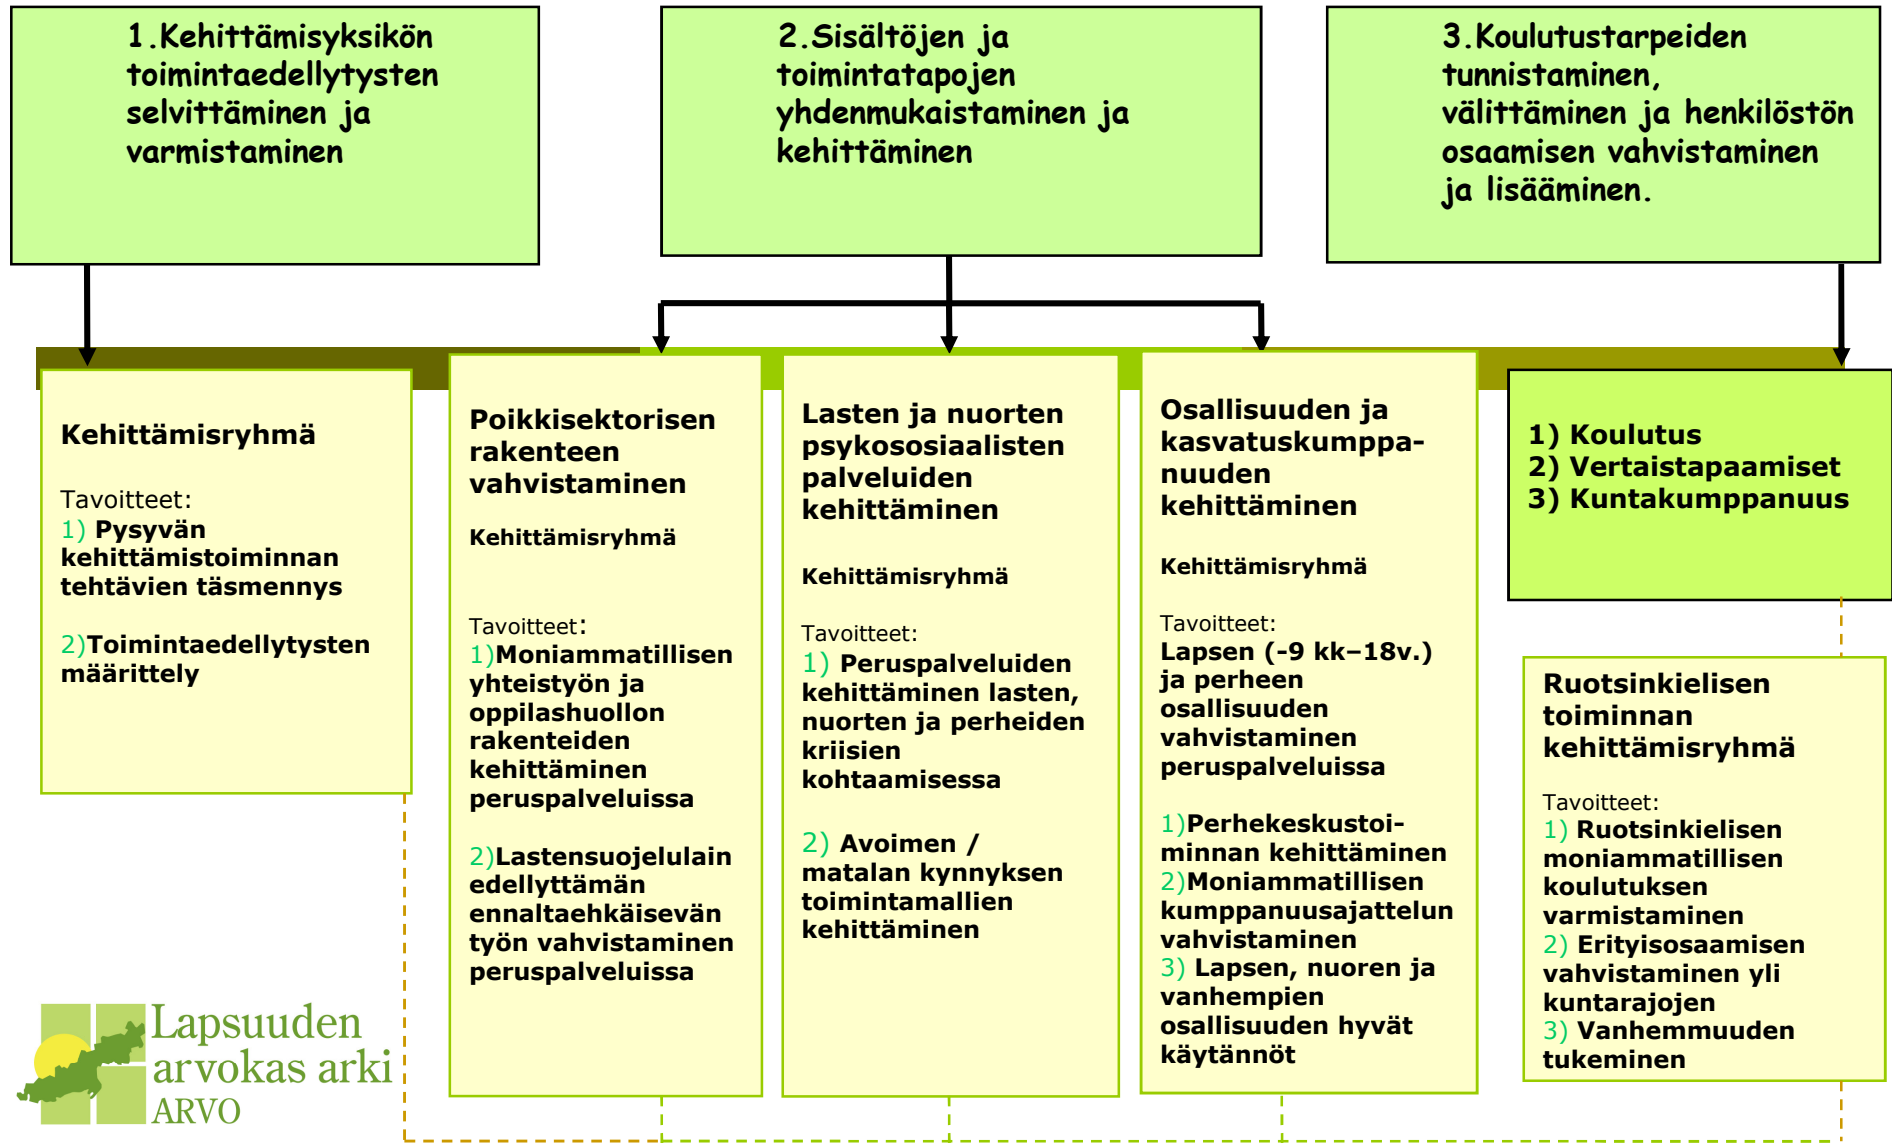 1.Kehittämisyksikön
toimintaedellytysten
selvittäminen ja
varmistaminen
2.Sisältöjen ja
toimintatapojen
yhdenmukaistaminen ja
kehittäminen
3.Koulutustarpeiden
tunnistaminen,
välittäminen ja henkilöstön
osaamisen vahvistaminen
ja lisääminen.
Kehittämisryhmä
Tavoitteet:
1) Pysyvän
kehittämistoiminnan
tehtävien täsmennys
2)Toimintaedellytysten
määrittely
Poikkisektorisen
rakenteen
vahvistaminen
Kehittämisryhmä
Tavoitteet:
1)Moniammatillisen
yhteistyön ja
oppilashuollon
rakenteiden
kehittäminen
peruspalveluissa
2)Lastensuojelulain
edellyttämän
ennaltaehkäisevän
työn vahvistaminen
peruspalveluissa
Lasten ja nuorten
psykososiaalisten
palveluiden
kehittäminen
Kehittämisryhmä
Tavoitteet:
1) Peruspalveluiden
kehittäminen lasten,
nuorten ja perheiden
kriisien
kohtaamisessa
2) Avoimen /
matalan kynnyksen
toimintamallien
kehittäminen
Osallisuuden ja
kasvatuskumppa-
nuuden
kehittäminen
Kehittämisryhmä
Tavoitteet:
Lapsen (-9 kk–18v.)
ja perheen
osallisuuden
vahvistaminen
peruspalveluissa
1)Perhekeskustoi-
minnan kehittäminen
2)Moniammatillisen
kumppanuusajattelun
vahvistaminen
3) Lapsen, nuoren ja
vanhempien
osallisuuden hyvät
käytännöt
1) Koulutus
2) Vertaistapaamiset
3) Kuntakumppanuus
Ruotsinkielisen
toiminnan
kehittämisryhmä
Tavoitteet:
1) Ruotsinkielisen
moniammatillisen
koulutuksen
varmistaminen
2) Erityisosaamisen
vahvistaminen yli
kuntarajojen
3) Vanhemmuuden
tukeminen
Lapsuuden
arvokas arki
ARVO